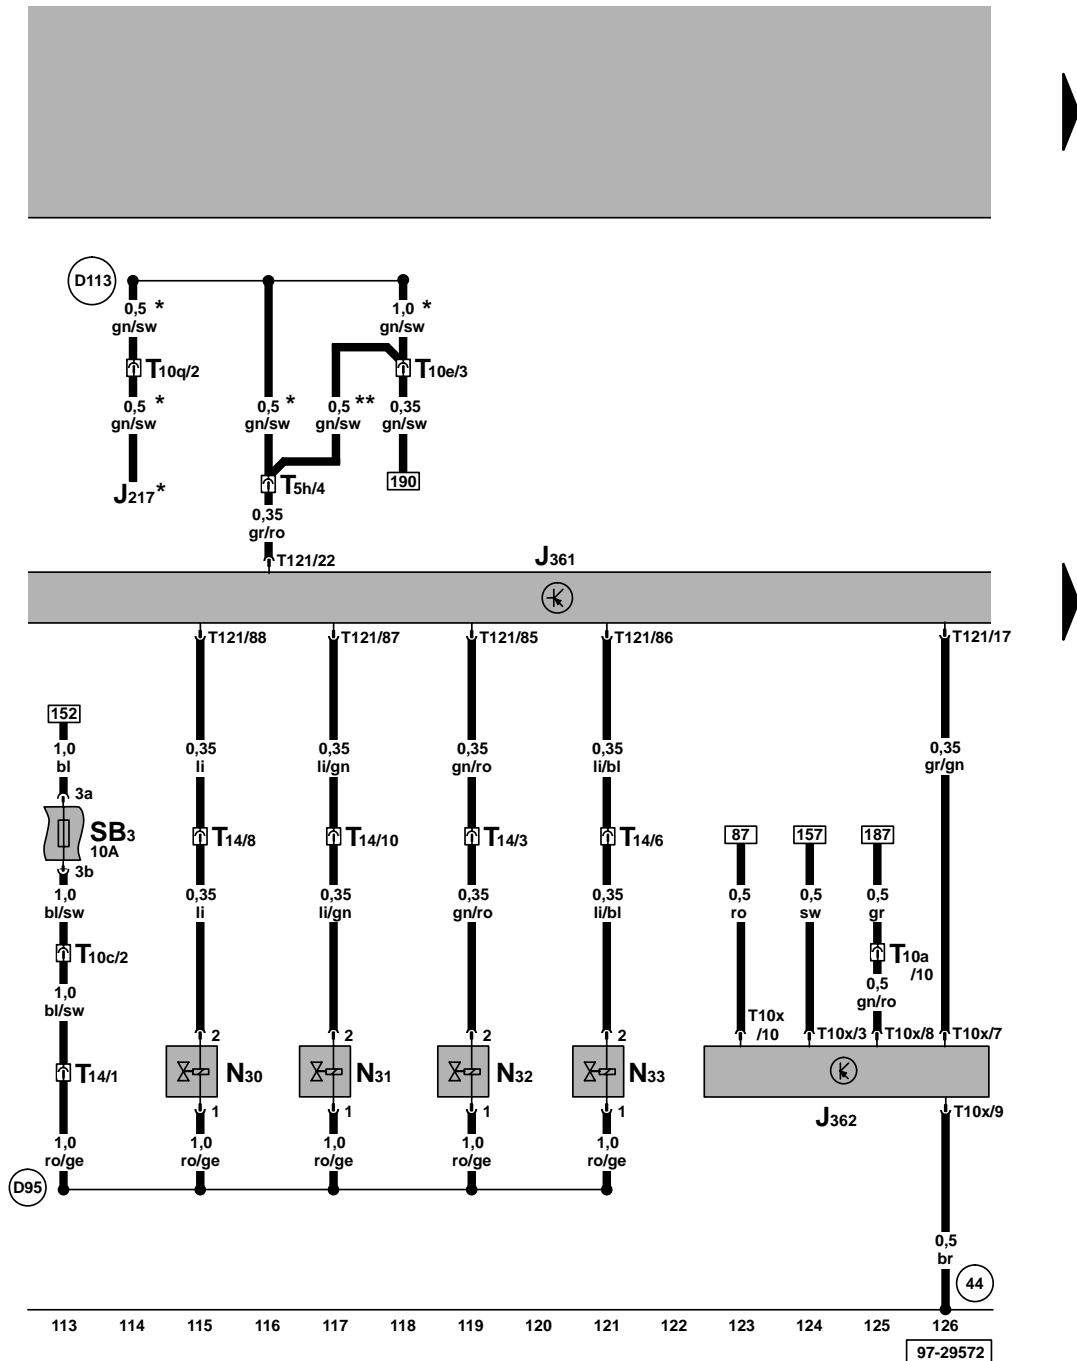 D113
0,5 * 1,0 *
gn/sw gn/sw
T10q/2 T10e/3
0,5 * 0,5 * 0,5 ** 0,35
gn/sw gn/sw gn/sw gn/sw
J217* T5h/4 190
0,35
gr/ro
T121/22 J361
T121/88 T121/87 T121/85 T121/86 T121/17
152
1,0 0,35 0,35 0,35 0,35 0,35
bl li li/gn gn/ro li/bl gr/gn
3a
SB3
10A
T14/8 T14/10 T14/3 T14/6 87 157 187
3b
1,0 0,35 0,35 0,35 0,35 0,5 0,5 0,5
bl/sw li li/gn gn/ro li/bl ro sw gr
T10c/2 T10a
/10
1,0 0,5
bl/sw gn/ro
T10x
/10 T10x/3 T10x/8 T10x/7
2 2 2 2
T14/1 N30 N31 N32 N33
1 1 1 1 J362 T10x/9
1,0 1,0 1,0 1,0 1,0
ro/ge ro/ge ro/ge ro/ge ro/ge
D95
0,5
br
44
113 114 115 116 117 118 119 120 121 122 123 124 125 126
97-29572